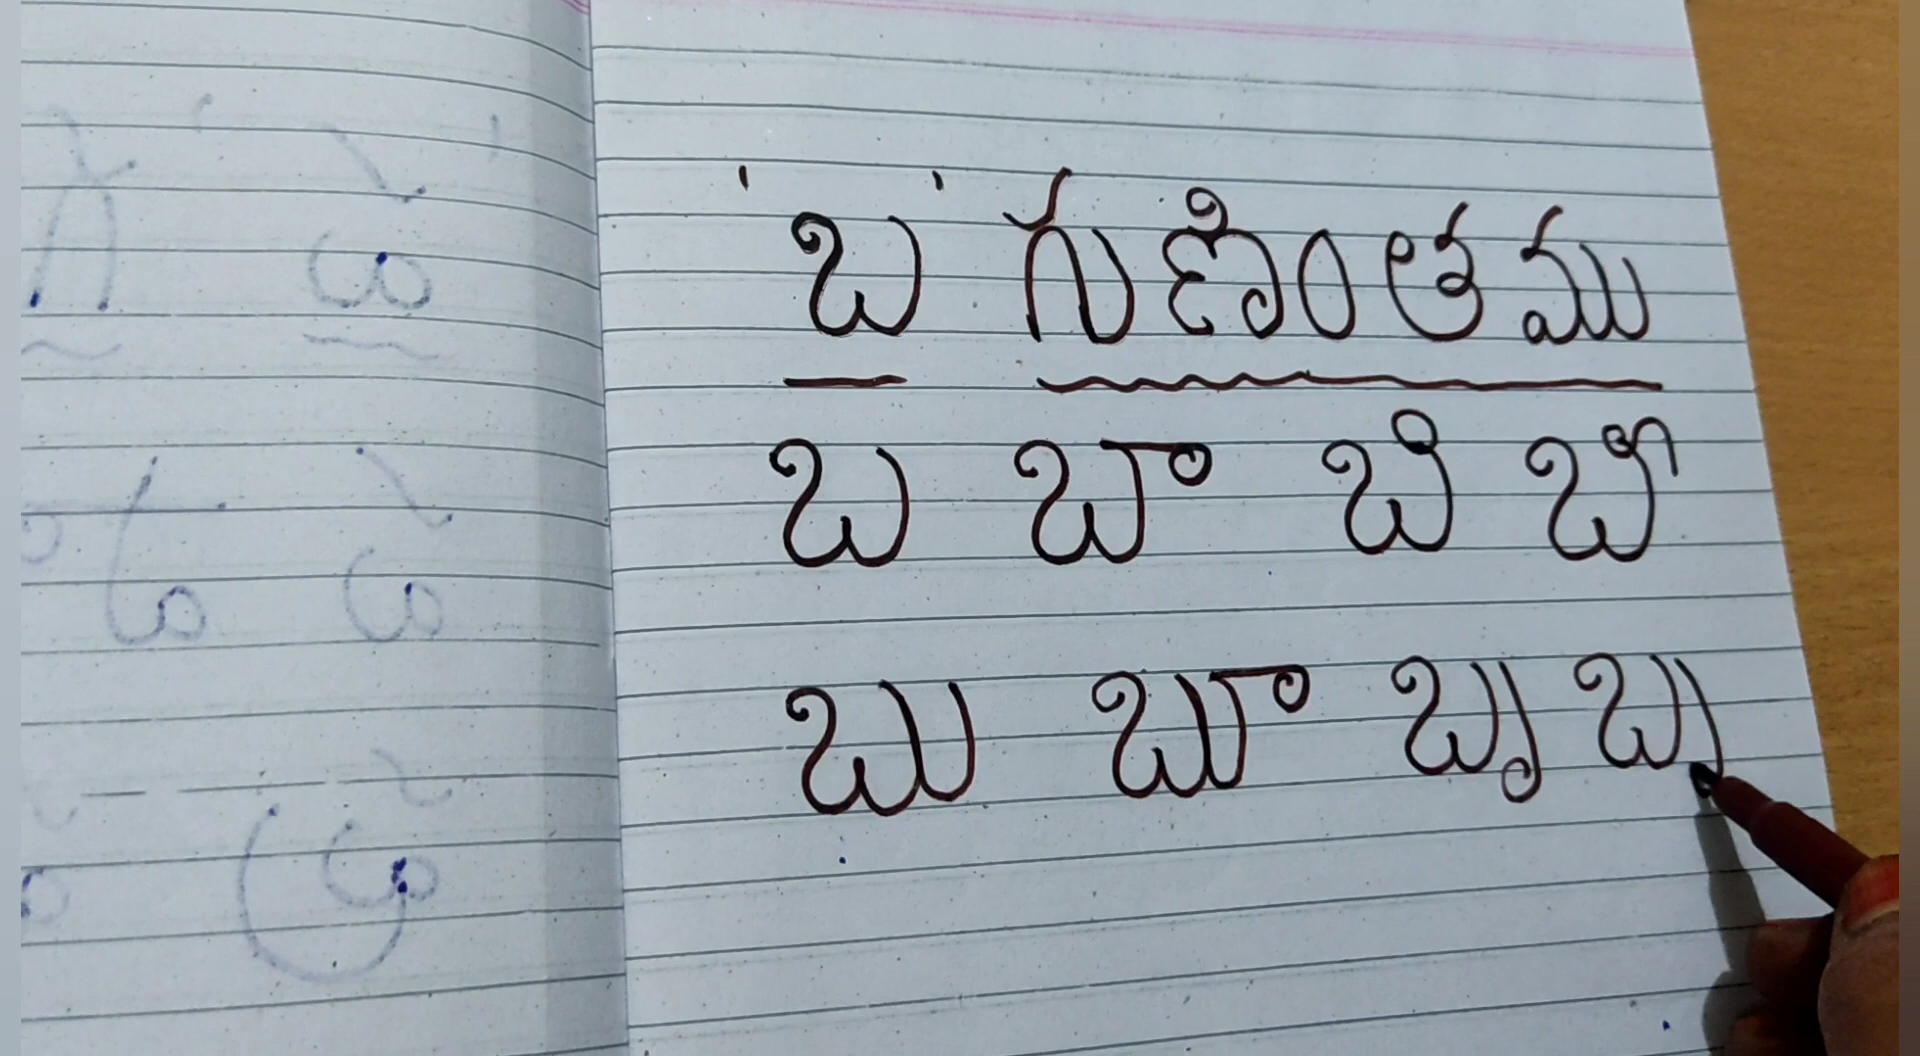 'బ' గుణింతము
బ బా బి బీ
బు బూ బృ